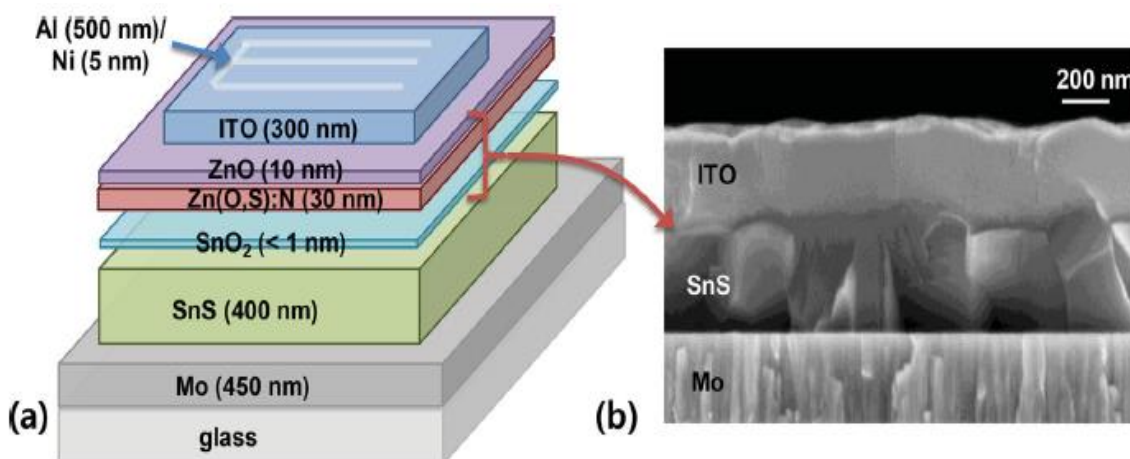 Al (500 nm)/
Ni (5 nm)
ITO (300 nm)
ZnO (10 nm)
Zn(O,S):N (30 nm)
SnO₂ (< 1 nm)
SnS (400 nm)
Mo (450 nm)
glass
(a)
200 nm
ITO
SnS
Mo
(b)